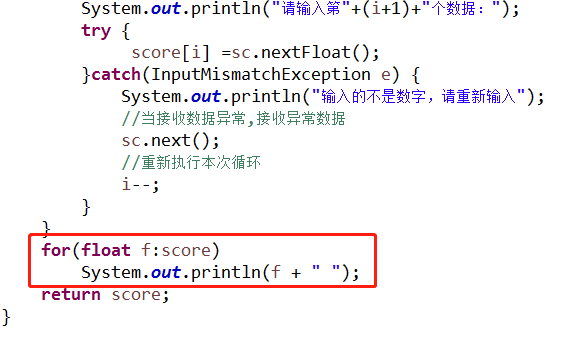 System.out.println("请输入第"+(i+1)+"个数据：");
try {
score[i] =sc.nextFloat();
}catch(InputMismatchException e) {
System.out.println("输入的不是数字，请重新输入");
//当接收数据异常,接收异常数据
sc.next();
//重新执行本次循环
i--;
}
}
for(float f:score)
System.out.println(f + " ");
return score;
}